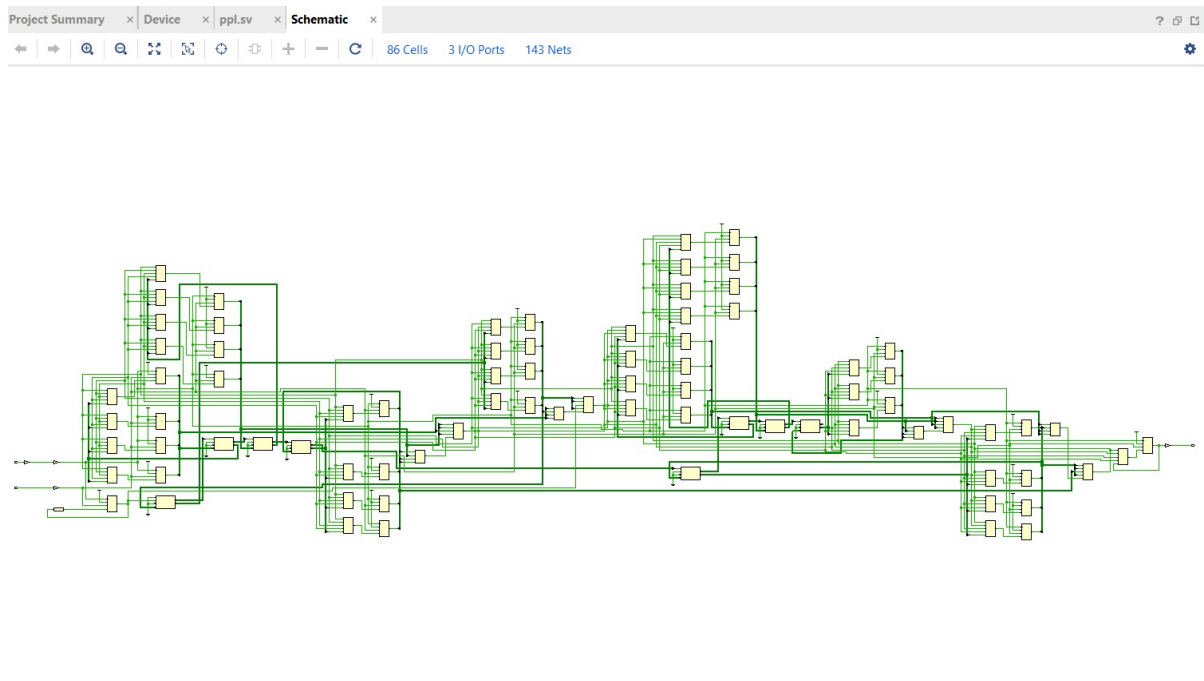 Project Summary × Device × ppl.sv × Schematic × ?
86 Cells 3 I/O Ports 143 Nets